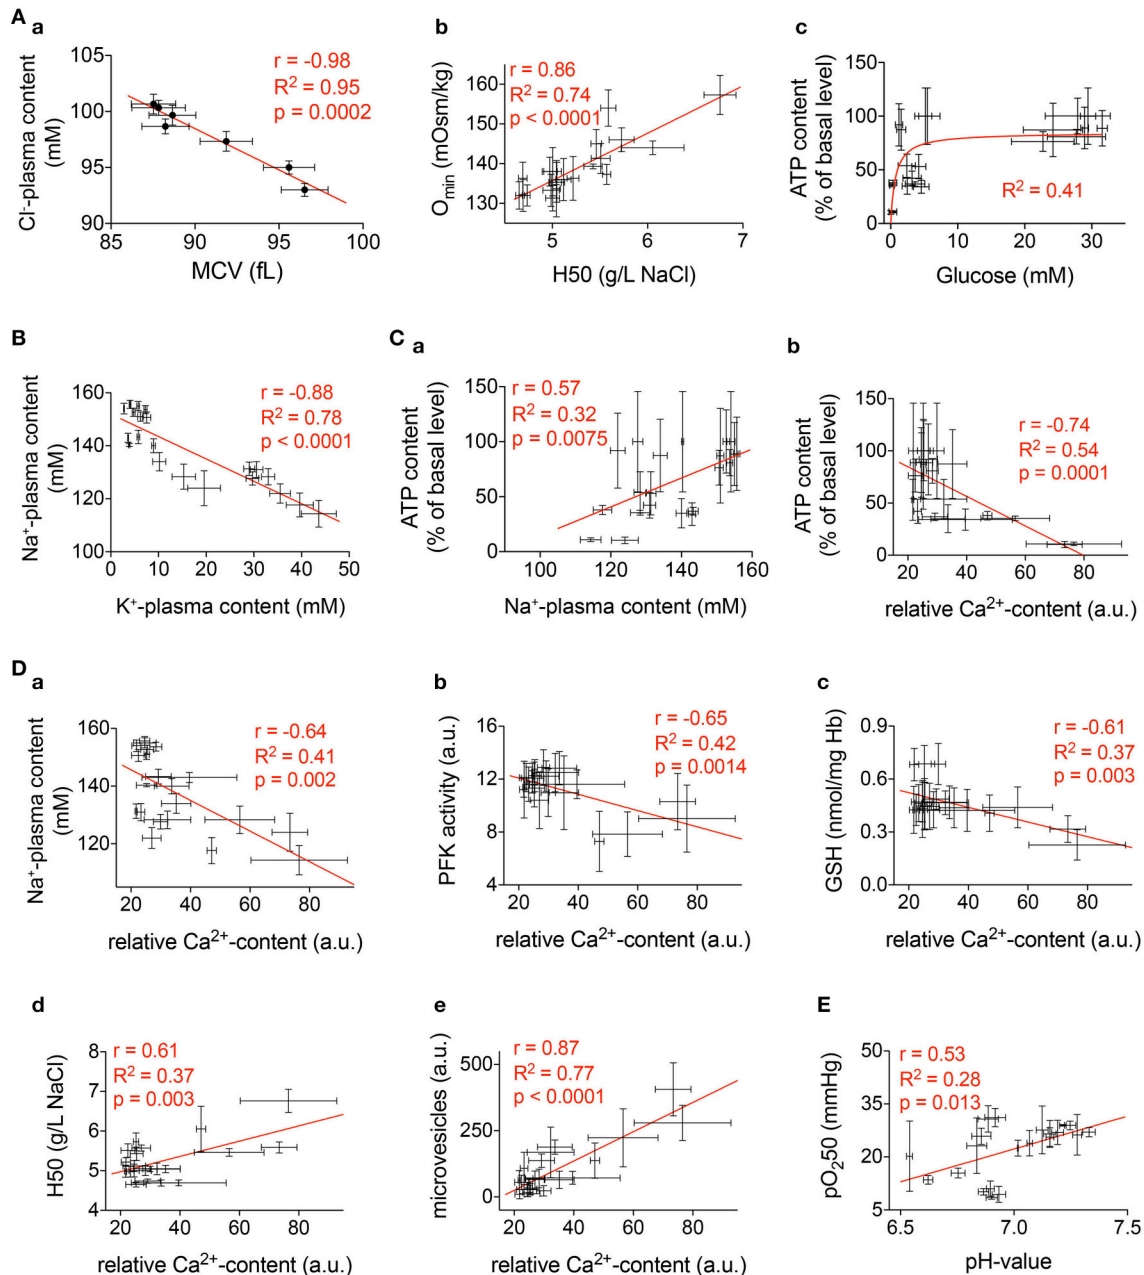 A
a
105
100
95
90
85
90
95
100
Cl⁻-plasma content
(mM)
MCV (fL)
r = -0.98
R² = 0.95
p = 0.0002
b
160
150
140
130
5
6
7
Omin (mOsm/kg)
H50 (g/L NaCl)
r = 0.86
R² = 0.74
p < 0.0001
c
150
100
50
0
0
10
20
30
ATP content
(% of basal level)
Glucose (mM)
R² = 0.41
B
160
140
120
100
0
10
20
30
40
50
Na⁺-plasma content
(mM)
K⁺-plasma content (mM)
r = -0.88
R² = 0.78
p < 0.0001
C
a
150
100
50
0
100
120
140
160
ATP content
(% of basal level)
Na⁺-plasma content (mM)
r = 0.57
R² = 0.32
p = 0.0075
b
150
100
50
0
20
40
60
80
ATP content
(% of basal level)
relative Ca²⁺-content (a.u.)
r = -0.74
R² = 0.54
p = 0.0001
D
a
160
140
120
20
40
60
80
Na⁺-plasma content
(mM)
relative Ca²⁺-content (a.u.)
r = -0.64
R² = 0.41
p = 0.002
b
16
12
8
4
20
40
60
80
PFK activity (a.u.)
relative Ca²⁺-content (a.u.)
r = -0.65
R² = 0.42
p = 0.0014
c
0.9
0.6
0.3
0.0
20
40
60
80
GSH (nmol/mg Hb)
relative Ca²⁺-content (a.u.)
r = -0.61
R² = 0.37
p = 0.003
d
8
7
6
5
4
20
40
60
80
H50 (g/L NaCl)
relative Ca²⁺-content (a.u.)
r = 0.61
R² = 0.37
p = 0.003
e
500
250
0
20
40
60
80
microvesicles (a.u.)
relative Ca²⁺-content (a.u.)
r = 0.87
R² = 0.77
p < 0.0001
E
50
35
20
5
6.5
7.0
7.5
pO₂50 (mmHg)
pH-value
r = 0.53
R² = 0.28
p = 0.013